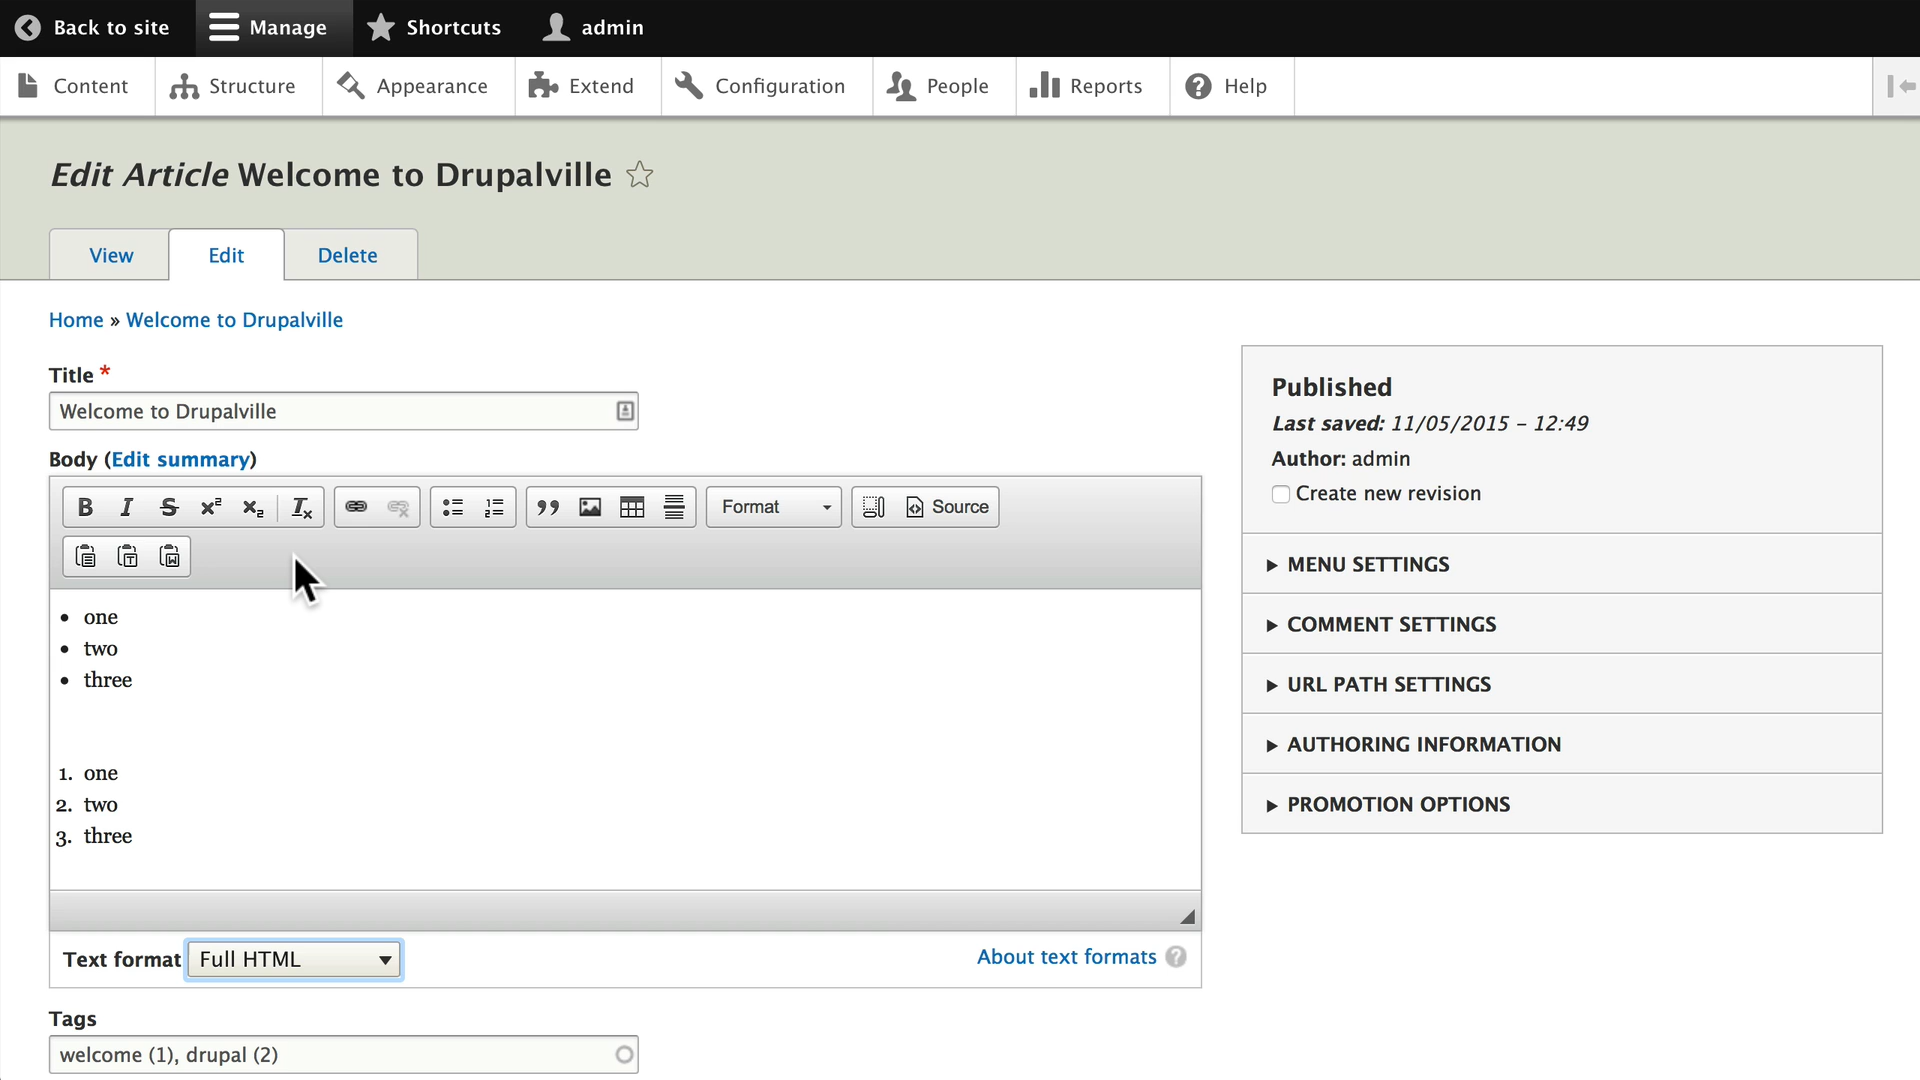 Back to site Manage Shortcuts admin
Content Structure Appearance Extend Configuration People Reports Help
Edit Article Welcome to Drupalville
View Edit Delete
Home » Welcome to Drupalville
Title *
Welcome to Drupalville
Body (Edit summary)
B I S x² x₂ Ix Format Source
• one
• two
• three
1. one
2. two
3. three
Text format Full HTML About text formats ?
Tags
welcome (1), drupal (2)
Published
Last saved: 11/05/2015 – 12:49
Author: admin
Create new revision
MENU SETTINGS
COMMENT SETTINGS
URL PATH SETTINGS
AUTHORING INFORMATION
PROMOTION OPTIONS